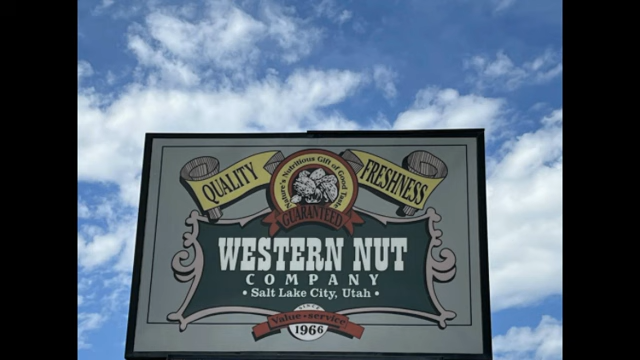 QUALITY
Nature's Nutritious Gift of Good Taste
FRESHNESS
GUARANTEED
WESTERN NUT
COMPANY
• Salt Lake City, Utah •
SINCE
Value • service
1966